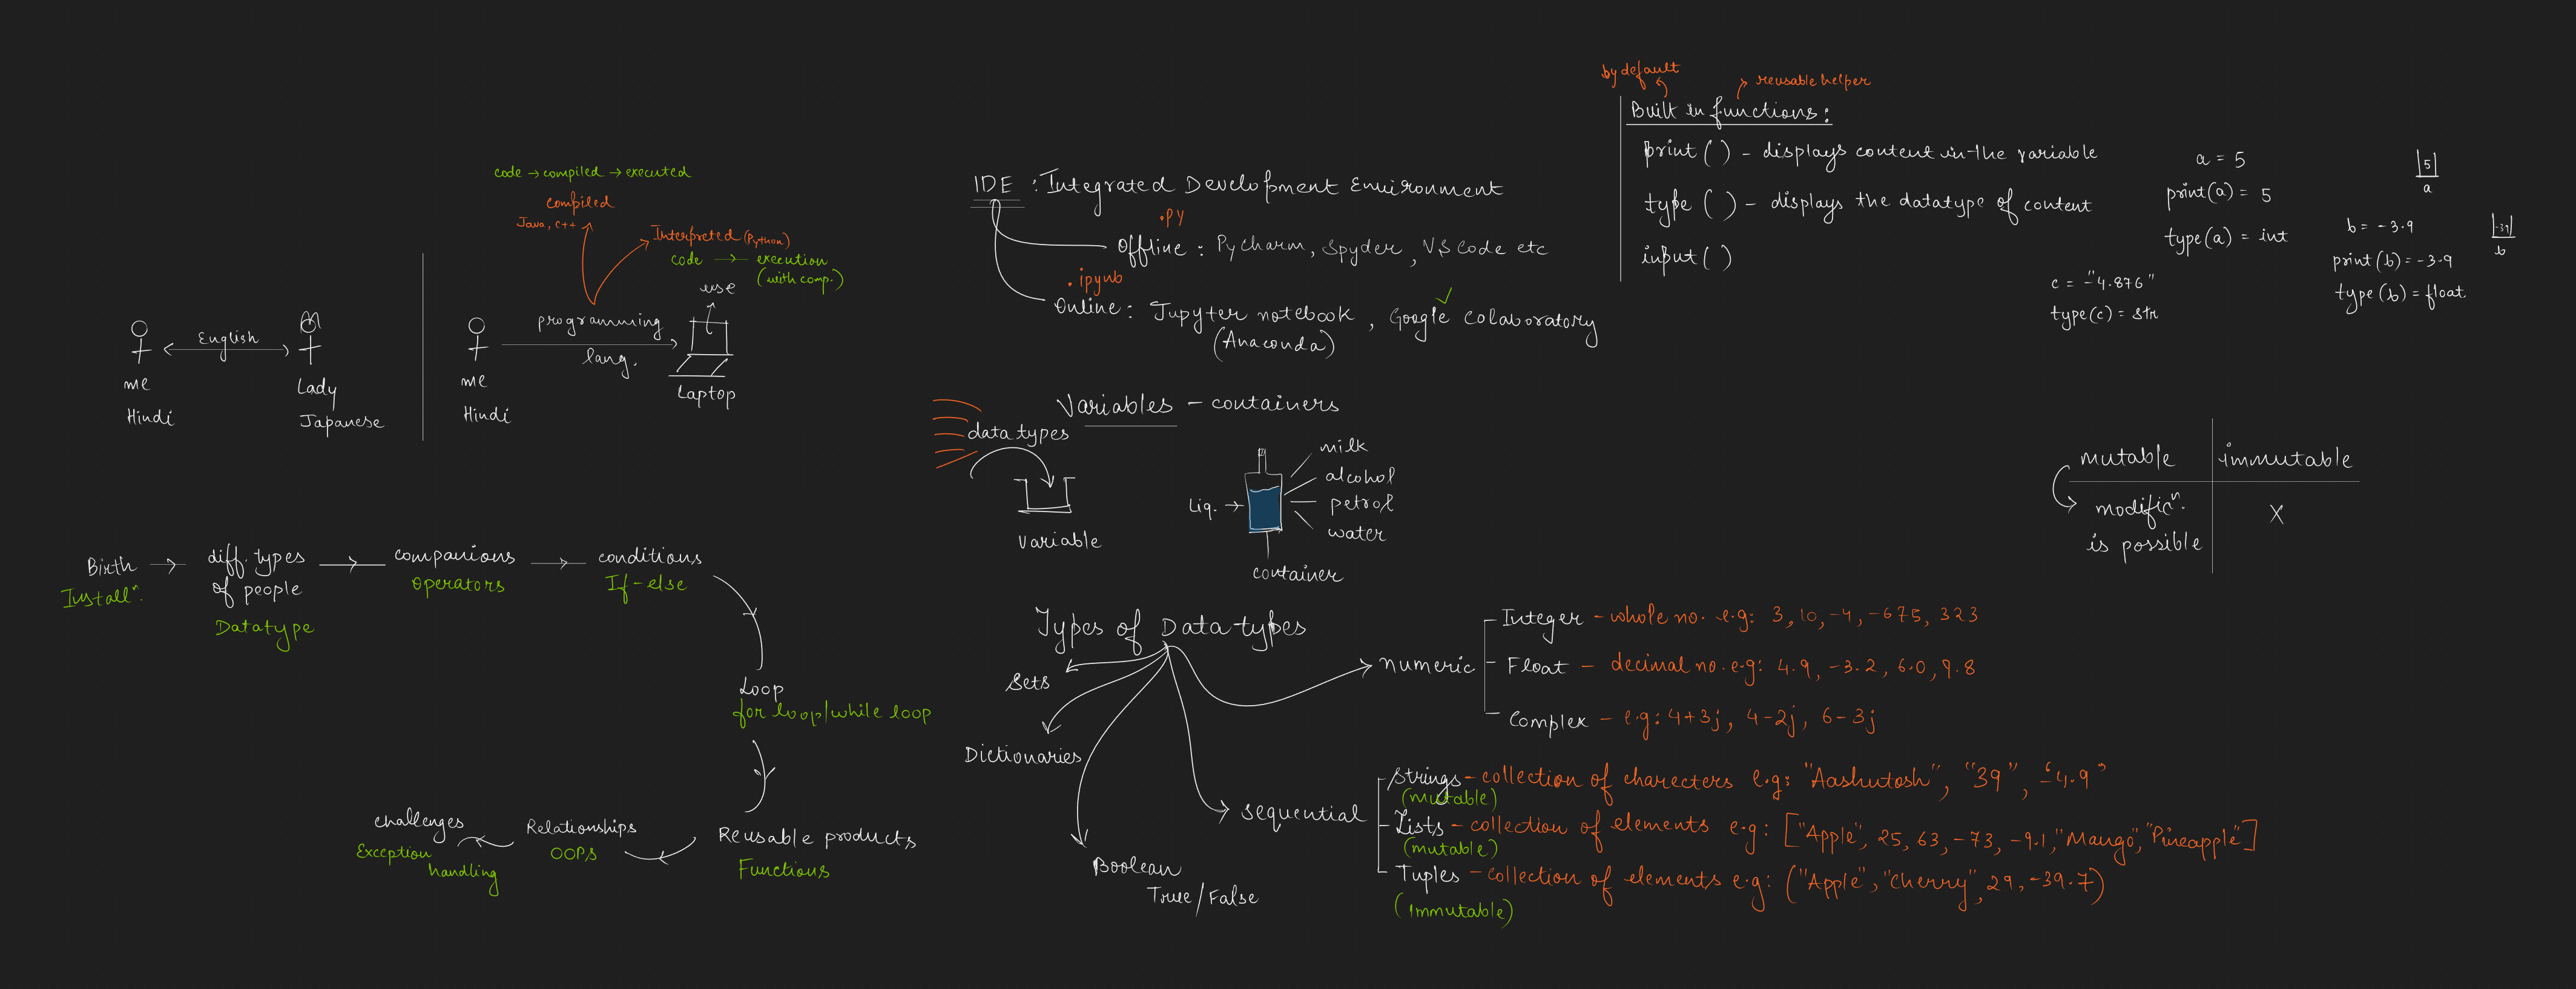 code → compiled → executed
compiled
Java, C++
Interpreted (Python)
code → execution
(with comp.)
use
English
programming
lang.
me
Hindi
Lady
Japanese
me
Hindi
Laptop
Birth → diff. types of people → companions → conditions
Installⁿ.
Datatype
Operators
If-else
Loop
for loop/while loop
Reusable products
Functions
Relationships
OOPS
challenges
Exception
handling
IDE : Integrated Development Environment
.py
Offline : Pycharm, Spyder, VS Code etc
.ipynb
Online : Jupyter notebook, Google Colaboratory
(Anaconda)
Variables - containers
data types
variable
Liq. →
milk
alcohol
petrol
water
container
Types of Data types
Sets
Dictionaries
Boolean
True/False
numeric
Integer - whole no. e.g: 3, 10, -4, -675, 323
Float - decimal no. e.g: 4.9, -3.2, 6.0, 9.8
Complex - e.g: 4+3j, 4-2j, 6-3j
sequential
Strings - collection of charecters e.g: "Aashutosh", "39", "-4.9"
(mutable)
Lists - collection of elements e.g: ["Apple", 25, 63, -73, -9.1, "Mango", "Pineapple"]
(mutable)
Tuples - collection of elements e.g: ("Apple", "Cherry", 29, -39.7)
(immutable)
by default
reusable helper
Built in functions:
print( ) - displays content in the variable
type( ) - displays the datatype of content
input( )
a = 5
print(a) = 5
type(a) = int
5
a
b = -3.9
print(b) = -3.9
type(b) = float
-3.9
b
c = "-4.876"
type(c) = str
mutable
immutable
modificⁿ.
is possible
X